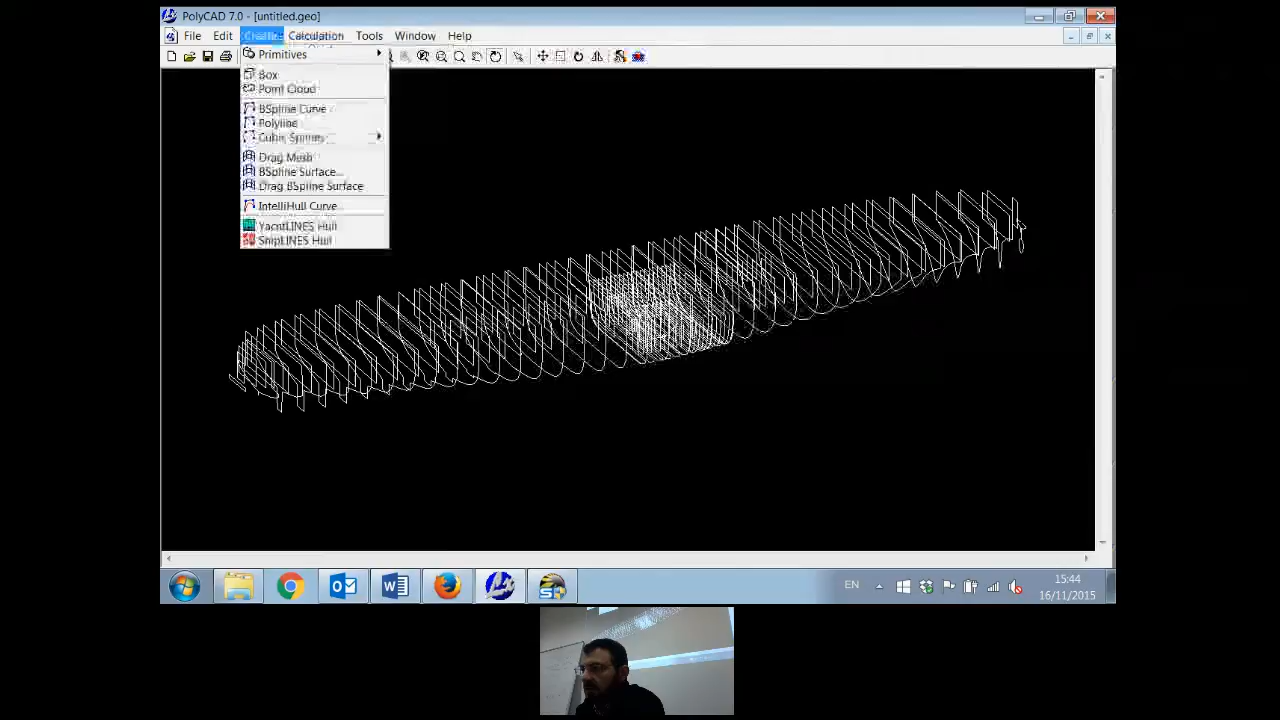 PolyCAD 7.0 - [untitled.geo]
File Edit Create Calculation Tools Window Help
Primitives
Box
Point Cloud
BSpline Curve
Polyline
Cubic Splines
Drag Mesh
BSpline Surface...
Drag BSpline Surface
IntelliHull Curve
YachtLINES Hull
ShipLINES Hull
EN
15:44
16/11/2015